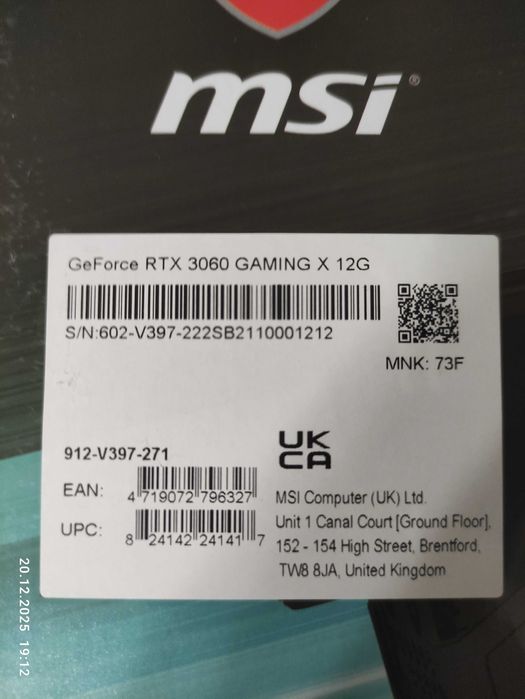 msi®
GeForce RTX 3060 GAMING X 12G
S/N:602-V397-222SB2110001212
MNK: 73F
912-V397-271
UK
CA
EAN:
4 719072 796327
UPC:
8 24142 24141 7
MSI Computer (UK) Ltd.
Unit 1 Canal Court [Ground Floor],
152 - 154 High Street, Brentford,
TW8 8JA, United Kingdom
20.12.2025 19:12